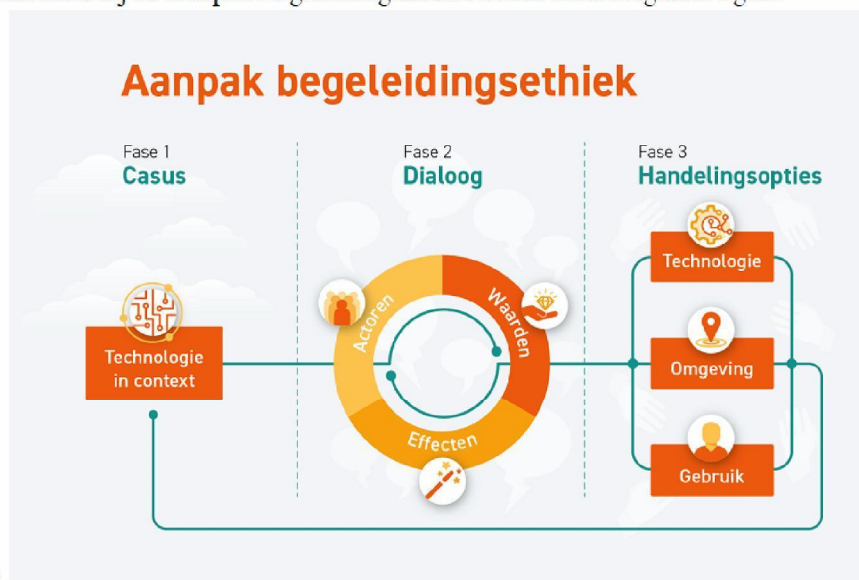 Aanpak begeleidingsethiek
Fase 1
Casus
Fase 2
Dialoog
Fase 3
Handelingsopties
Technologie
in context
Actoren
Waarden
Effecten
Technologie
Omgeving
Gebruik